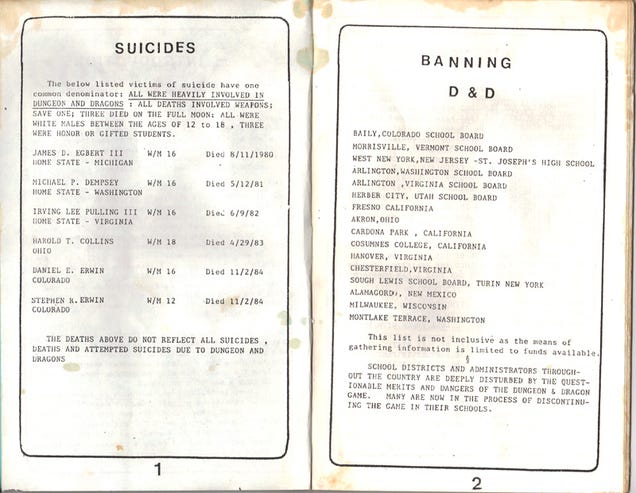 SUICIDES
The below listed victims of suicide have one
common denominator: ALL WERE HEAVILY INVOLVED IN
DUNGEON AND DRAGONS : ALL DEATHS INVOLVED WEAPONS;
SAVE ONE; THREE DIED ON THE FULL MOON; ALL WERE
WHITE MALES BETWEEN THE AGES OF 12 to 18 , THREE
WERE HONOR OR GIFTED STUDENTS.
JAMES D. EGBERT III W/M 16 Died 8/11/1980
HOME STATE - MICHIGAN
MICHAEL P. DEMPSEY W/M 16 Died 5/12/81
HOME STATE - WASHINGTON
IRVING LEE PULLING III W/M 16 Died 6/9/82
HOME STATE - VIRGINIA
HAROLD T. COLLINS W/M 18 Died 4/29/83
OHIO
DANIEL E. ERWIN W/M 16 Died 11/2/84
COLORADO
STEPHEN R. ERWIN W/M 12 Died 11/2/84
COLORADO
THE DEATHS ABOVE DO NOT REFLECT ALL SUICIDES ,
DEATHS AND ATTEMPTED SUICIDES DUE TO DUNGEON AND
DRAGONS
1
BANNING
D & D
BAILY,COLORADO SCHOOL BOARD
MORRISVILLE, VERMONT SCHOOL BOARD
WEST NEW YORK,NEW JERSEY -ST. JOSEPH'S HIGH SCHOOL
ARLINGTON,WASHINGTON SCHOOL BOARD
ARLINGTON ,VIRGINIA SCHOOL BOARD
HERBER CITY, UTAH SCHOOL BOARD
FRESNO CALIFORNIA
AKRON,OHIO
CARDONA PARK , CALIFORNIA
COSUMNES COLLEGE, CALIFORNIA
HANOVER, VIRGINIA
CHESTERFIELD,VIRGINIA
SOUGH LEWIS SCHOOL BOARD, TURIN NEW YORK
ALAMAGORDO, NEW MEXICO
MILWAUKEE, WISCONSIN
MONTLAKE TERRACE, WASHINGTON
This list is not inclusive as the means of
gathering information is limited to funds available.
§
SCHOOL DISTRICTS AND ADMINISTRATORS THROUGH-
OUT THE COUNTRY ARE DEEPLY DISTURBED BY THE QUEST-
IONABLE MERITS AND DANGERS OF THE DUNGEON & DRAGON
GAME. MANY ARE NOW IN THE PROCESS OF DISCONTINU-
ING THE GAME IN THEIR SCHOOLS.
2